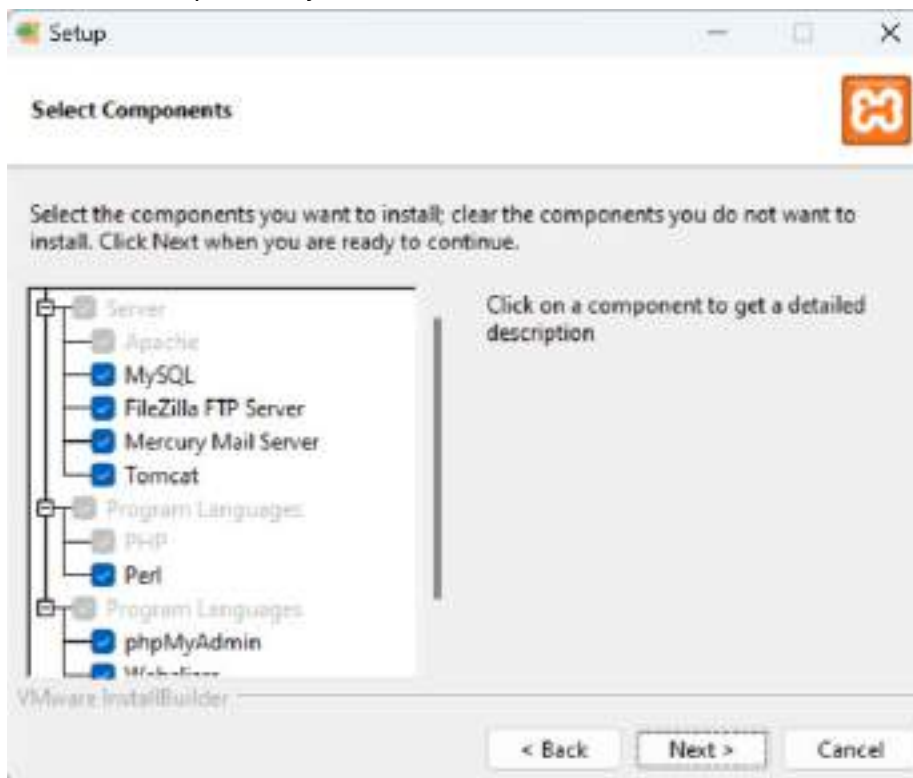 Setup
Select Components
Select the components you want to install; clear the components you do not want to
install. Click Next when you are ready to continue.
Server
Apache
MySQL
FileZilla FTP Server
Mercury Mail Server
Tomcat
Program Languages
PHP
Perl
Program Languages
phpMyAdmin
Click on a component to get a detailed
description
VMware InstallBuilder
< Back
Next >
Cancel